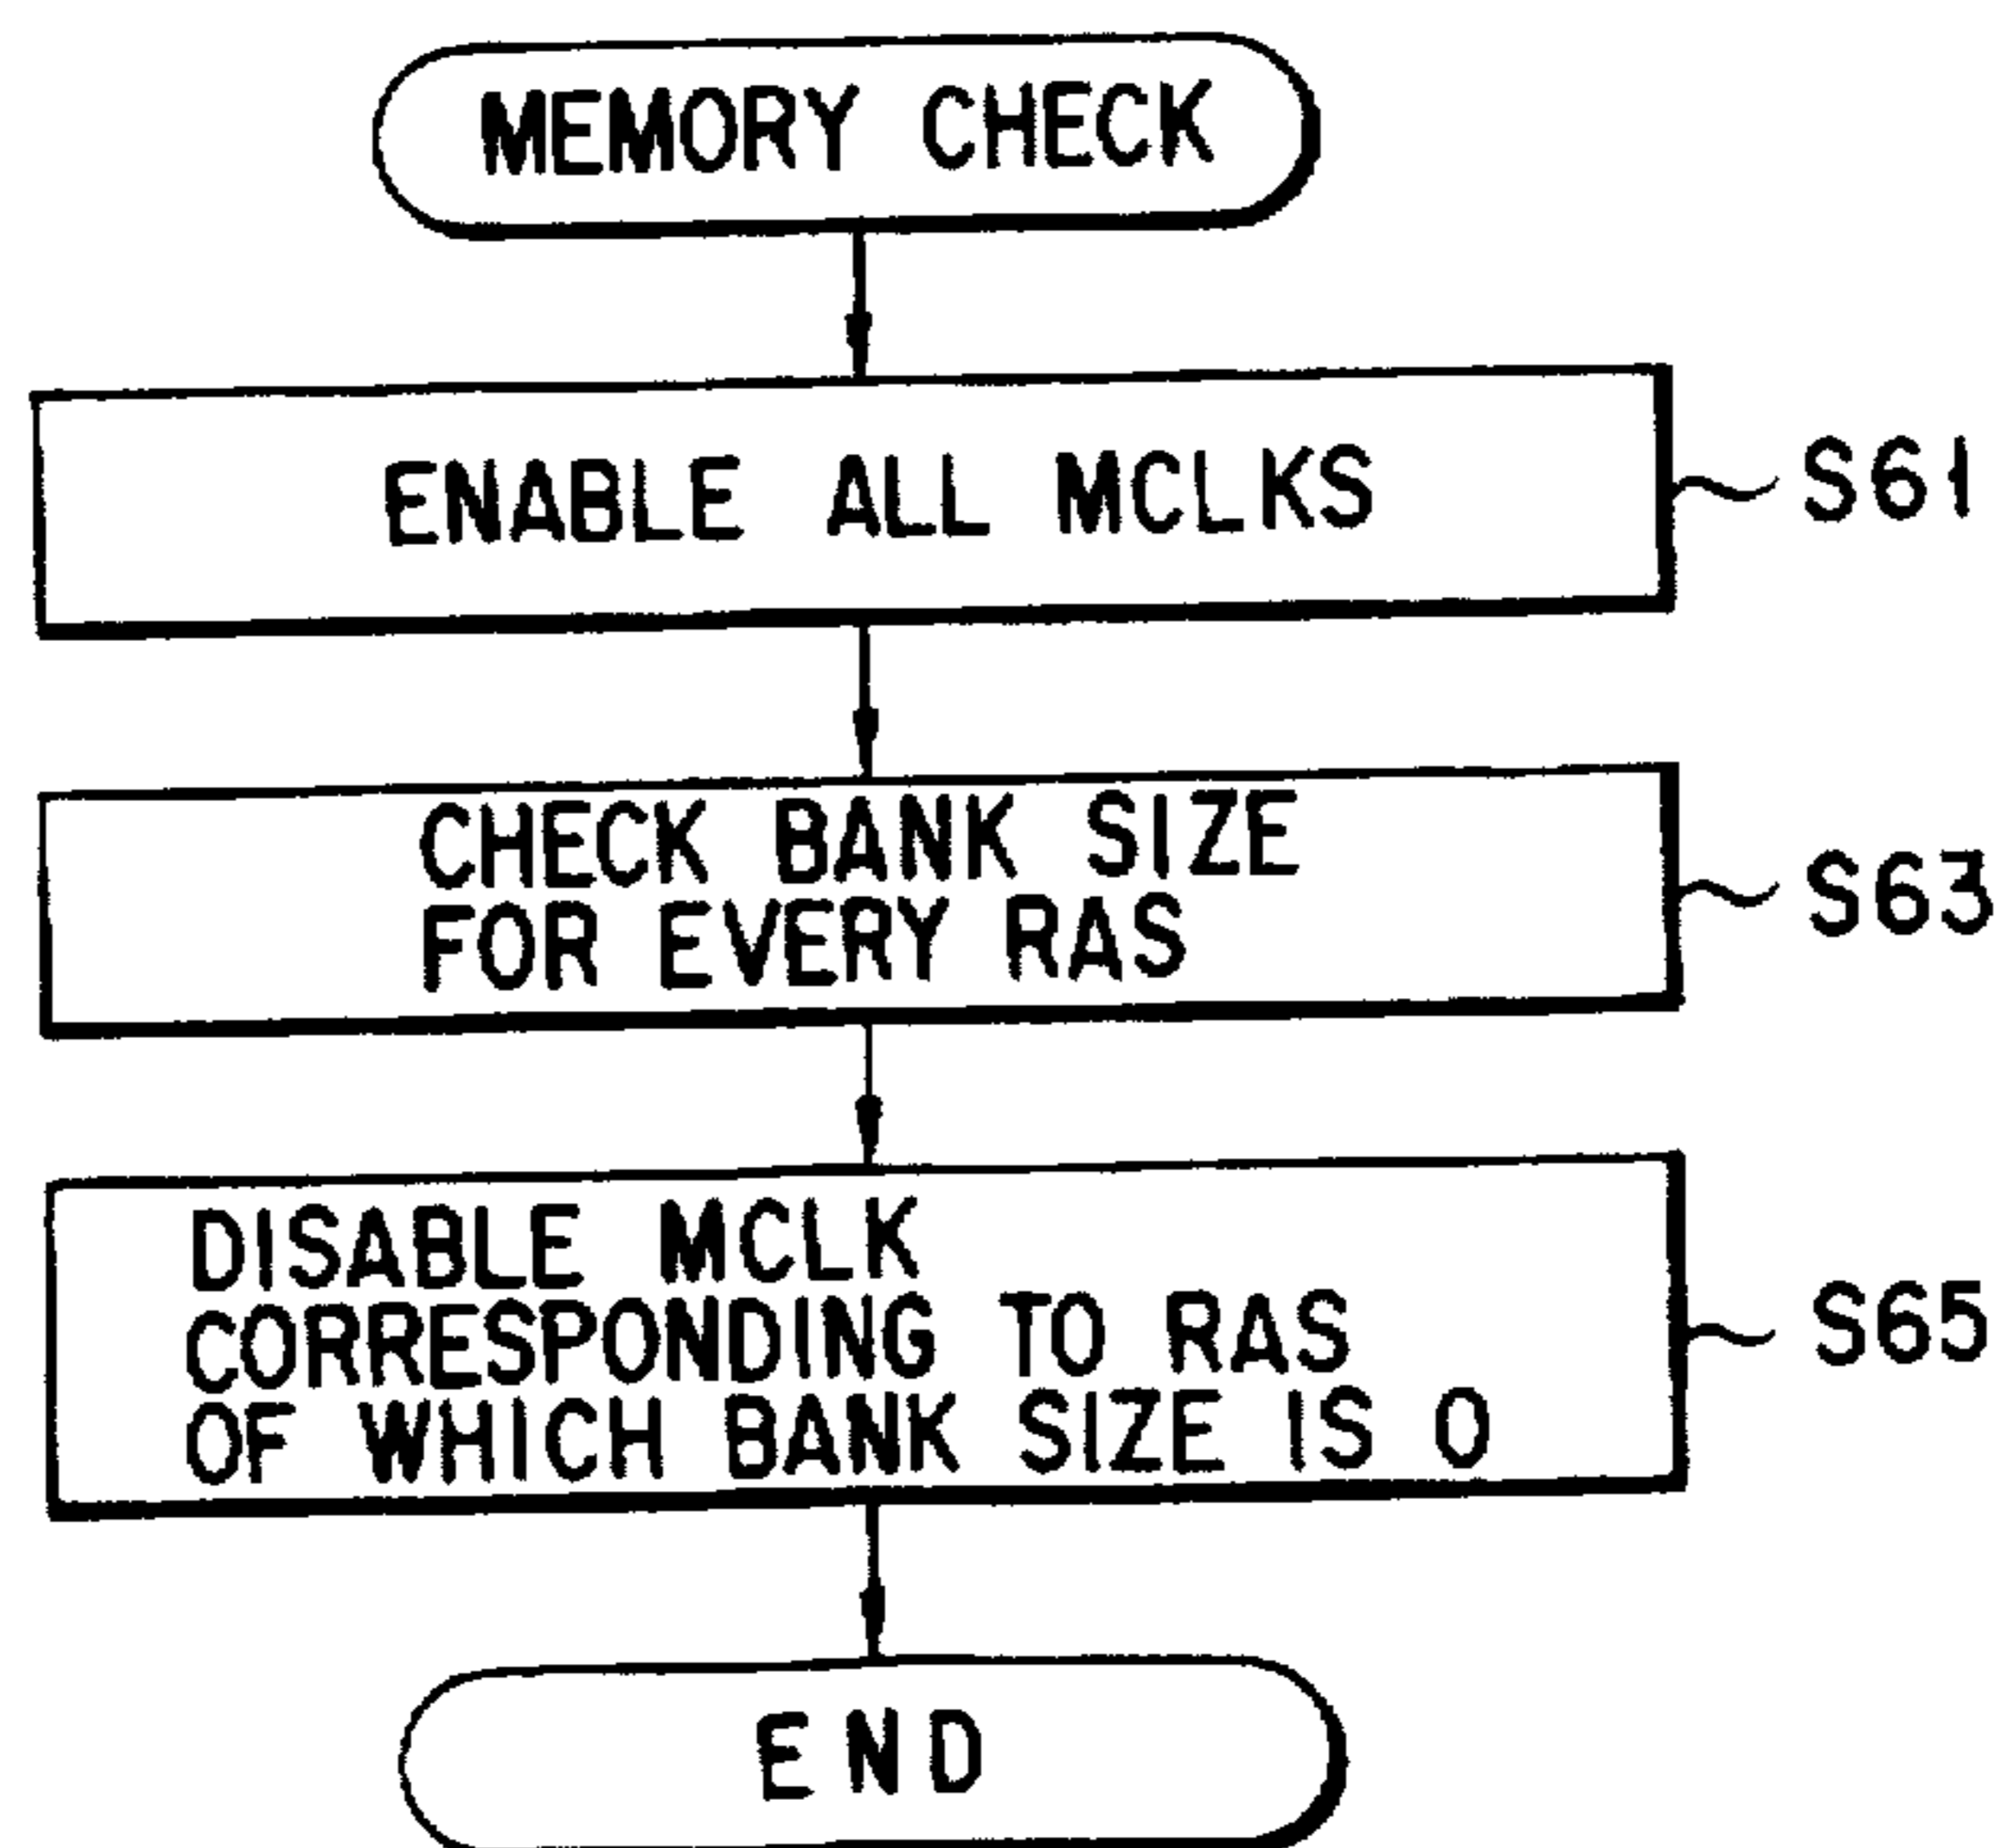 MEMORY CHECK
ENABLE ALL MCLKS
S61
CHECK BANK SIZE
FOR EVERY RAS
S63
DISABLE MCLK
CORRESPONDING TO RAS
OF WHICH BANK SIZE IS 0
S65
END